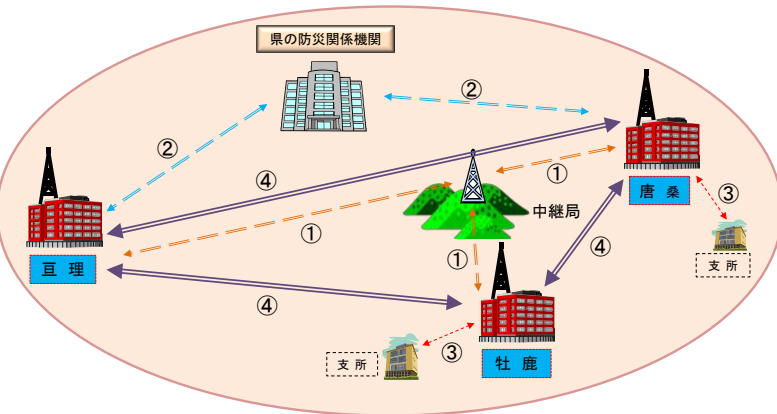 県の防災関係機関
②
②
④
①
①
③
唐 桑
中継局
亘 理
①
④
支 所
④
③
支 所
牡 鹿